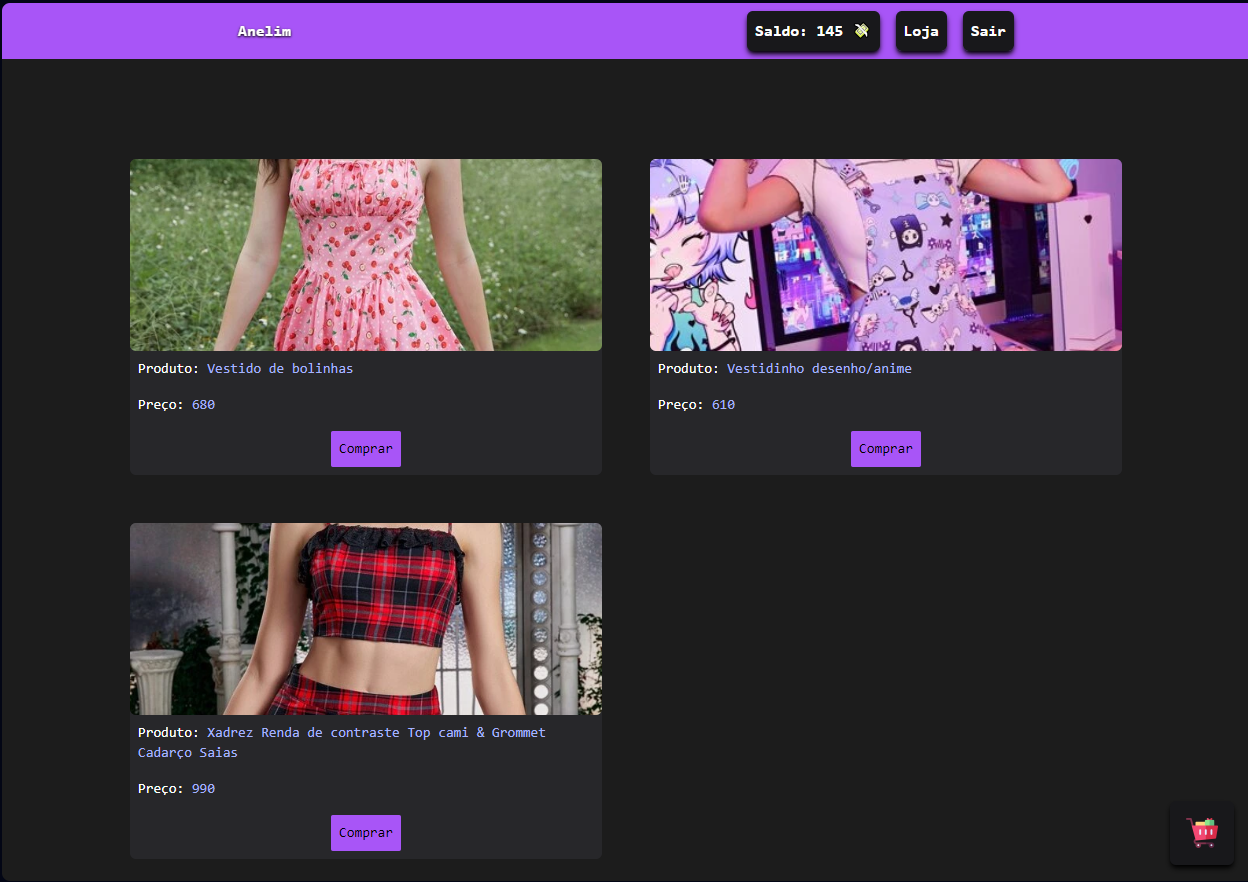 Anelim
Saldo: 145 💸
Loja
Sair
Produto: Vestido de bolinhas
Preço: 680
Comprar
Produto: Vestidinho desenho/anime
Preço: 610
Comprar
Produto: Xadrez Renda de contraste Top cami & Grommet
Cadarço Saias
Preço: 990
Comprar